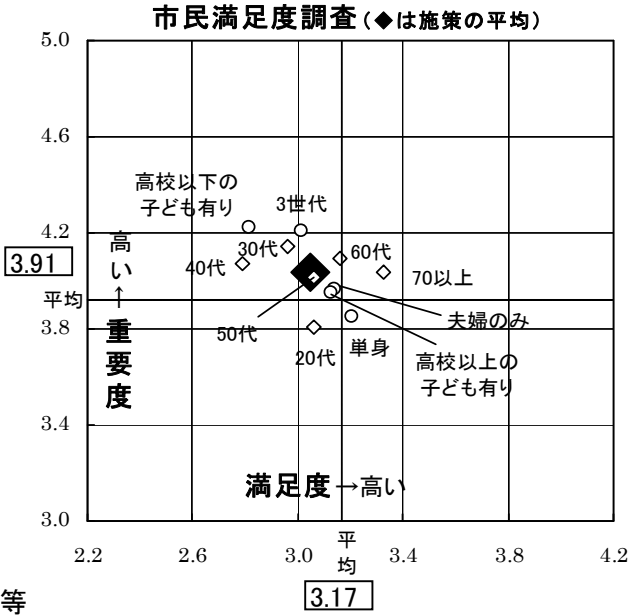 市民満足度調査(◆は施策の平均)
5.0
4.6
高校以下の
子ども有り
3世代
4.2
高い→重要度
30代
60代
3.91
40代
70以上
平均
夫婦のみ
3.8
50代
20代
単身
高校以上の
子ども有り
3.4
満足度→高い
3.0
2.2
2.6
3.0
平均
3.4
3.8
4.2
3.17
等